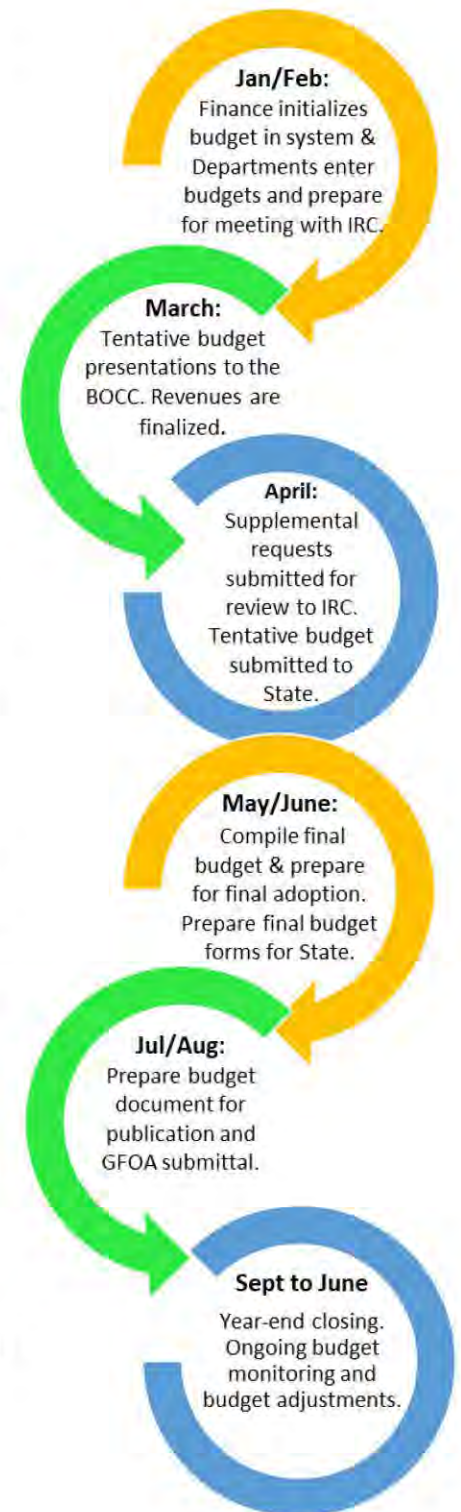 Jan/Feb:
Finance initializes
budget in system &
Departments enter
budgets and prepare
for meeting with IRC.
March:
Tentative budget
presentations to the
BOCC. Revenues are
finalized.
April:
Supplemental
requests
submitted for
review to IRC.
Tentative budget
submitted to
State.
May/June:
Compile final
budget & prepare
for final adoption.
Prepare final budget
forms for State.
Jul/Aug:
Prepare budget
document for
publication and
GFOA submittal.
Sept to June
Year-end closing.
Ongoing budget
monitoring and
budget adjustments.